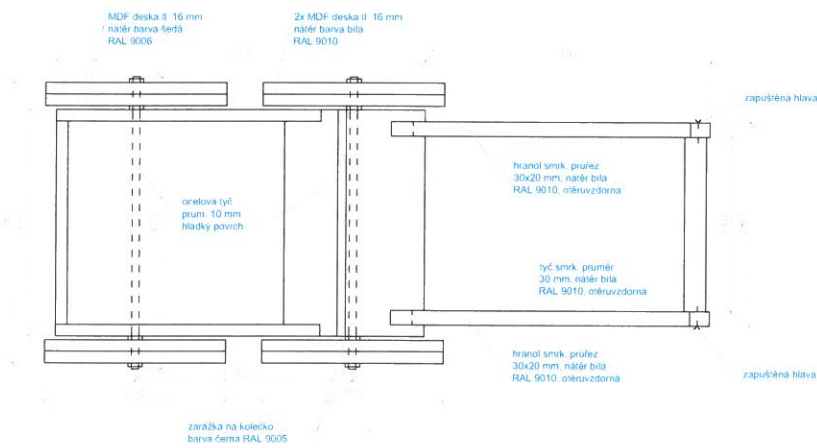 MDF deska tl. 16 mm
nátěr barva šedá
RAL 9006
2x MDF deska tl. 16 mm
nátěr barva bílá
RAL 9010
zapuštěná hlava
hranol smrk, průřez
30x20 mm, nátěr bílá
RAL 9010, otěruvzdorná
ocelová tyč
prum. 10 mm
hladký povrch
tyč smrk, průměr
30 mm, nátěr bílá
RAL 9010, otěruvzdorná
hranol smrk, průřez
30x20 mm, nátěr bílá
RAL 9010, otěruvzdorná
zapuštěná hlava
zarážka na kolečko
barva černá RAL 9005